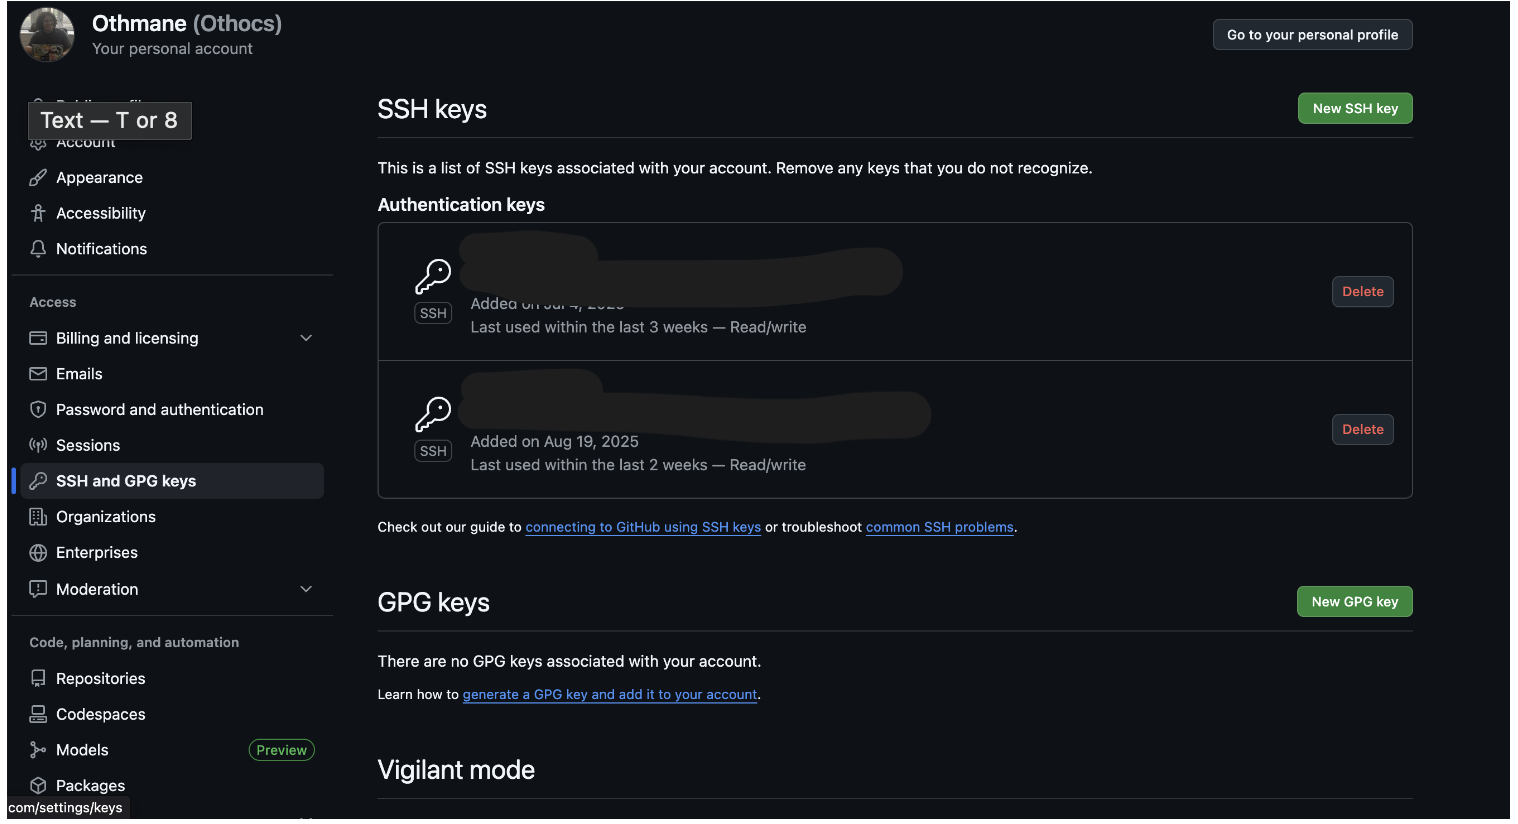 Othmane (Othocs)
Your personal account
Go to your personal profile
Text — T or 8
Account
Appearance
Accessibility
Notifications
Access
Billing and licensing
Emails
Password and authentication
Sessions
SSH and GPG keys
Organizations
Enterprises
Moderation
Code, planning, and automation
Repositories
Codespaces
Models
Preview
Packages
com/settings/keys
SSH keys
New SSH key
This is a list of SSH keys associated with your account. Remove any keys that you do not recognize.
Authentication keys
SSH
Added on Jul 4, 2025
Last used within the last 3 weeks — Read/write
Delete
SSH
Added on Aug 19, 2025
Last used within the last 2 weeks — Read/write
Delete
Check out our guide to connecting to GitHub using SSH keys or troubleshoot common SSH problems.
GPG keys
New GPG key
There are no GPG keys associated with your account.
Learn how to generate a GPG key and add it to your account.
Vigilant mode